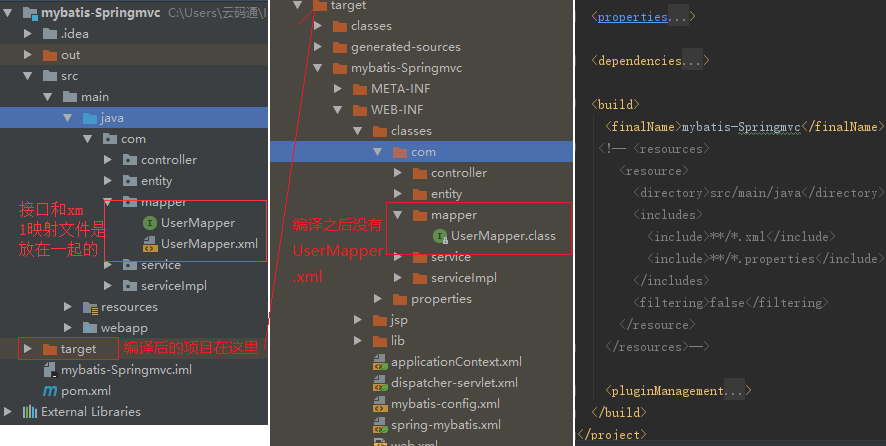 mybatis-Springmvc C:\Users\云码通\I
.idea
out
src
main
java
com
controller
entity
mapper
UserMapper
UserMapper.xml
service
serviceImpl
resources
webapp
target
mybatis-Springmvc.iml
pom.xml
External Libraries
接口和xm
1映射文件是
放在一起的
编译后的项目在这里
target
classes
generated-sources
mybatis-Springmvc
META-INF
WEB-INF
classes
com
controller
entity
mapper
UserMapper.class
service
serviceImpl
properties
jsp
lib
applicationContext.xml
dispatcher-servlet.xml
mybatis-config.xml
spring-mybatis.xml
web.xml
编译之后没有
UserMapper
.xml
<properties...>
<dependencies...>
<build>
<finalName>mybatis-Springmvc</finalName>
<!-- <resources>
<resource>
<directory>src/main/java</directory>
<includes>
<include>**/*.xml</include>
<include>**/*.properties</include>
</includes>
<filtering>false</filtering>
</resource>
</resources>-->
<pluginManagement...>
</build>
</project>